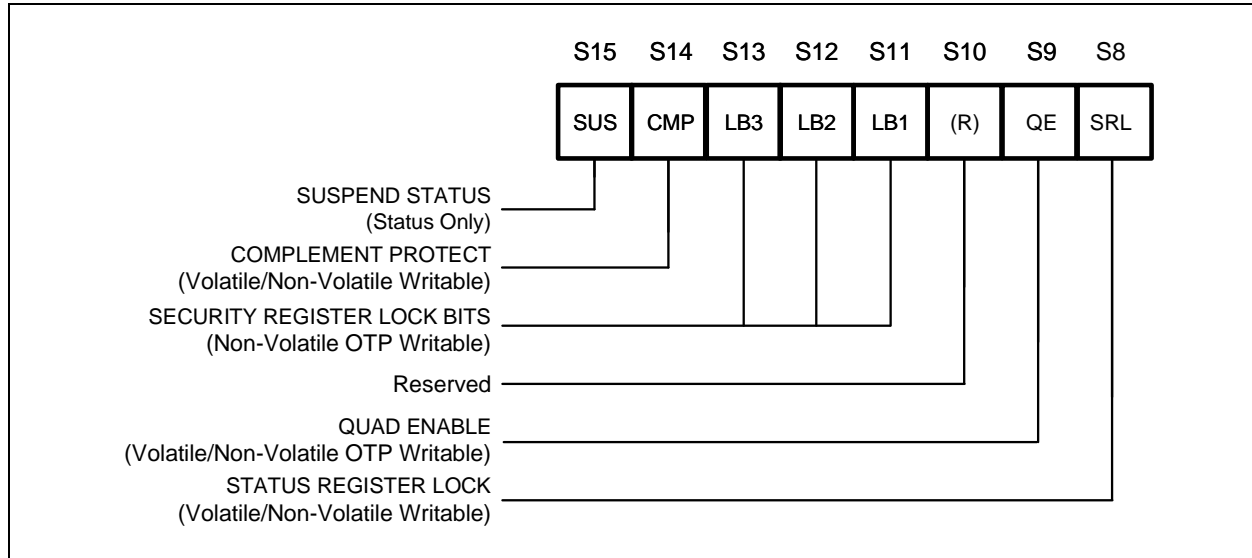 S15 S14 S13 S12 S11 S10 S9 S8
SUS CMP LB3 LB2 LB1 (R) QE SRL
SUSPEND STATUS
(Status Only)
COMPLEMENT PROTECT
(Volatile/Non-Volatile Writable)
SECURITY REGISTER LOCK BITS
(Non-Volatile OTP Writable)
Reserved
QUAD ENABLE
(Volatile/Non-Volatile OTP Writable)
STATUS REGISTER LOCK
(Volatile/Non-Volatile Writable)